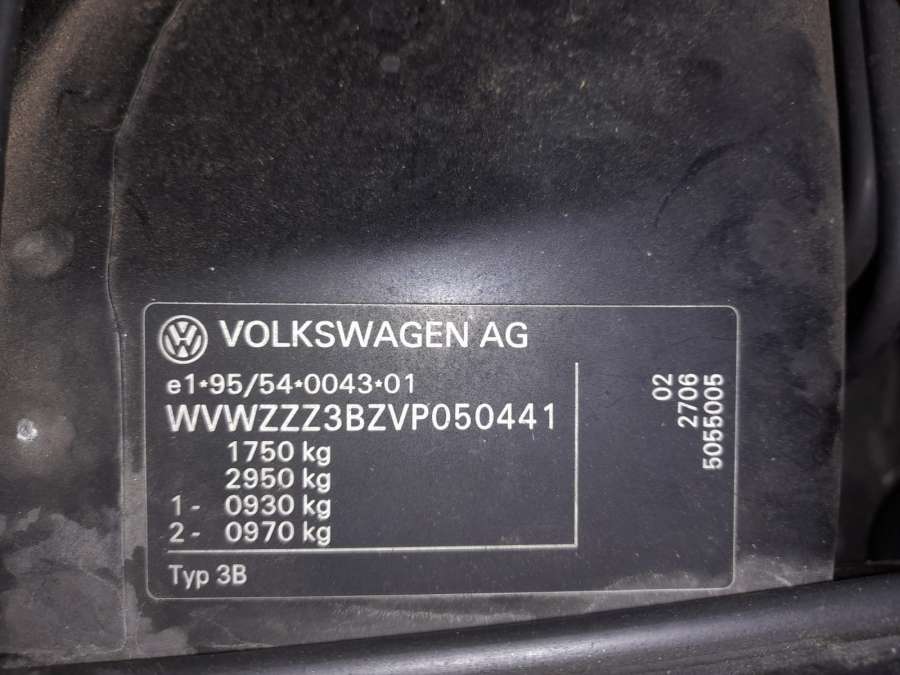 VOLKSWAGEN AG
e1*95/54*0043*01
WVWZZZ3BZVP050441
1750 kg
2950 kg
1- 0930 kg
2- 0970 kg
Typ 3B
02
2706
5055005